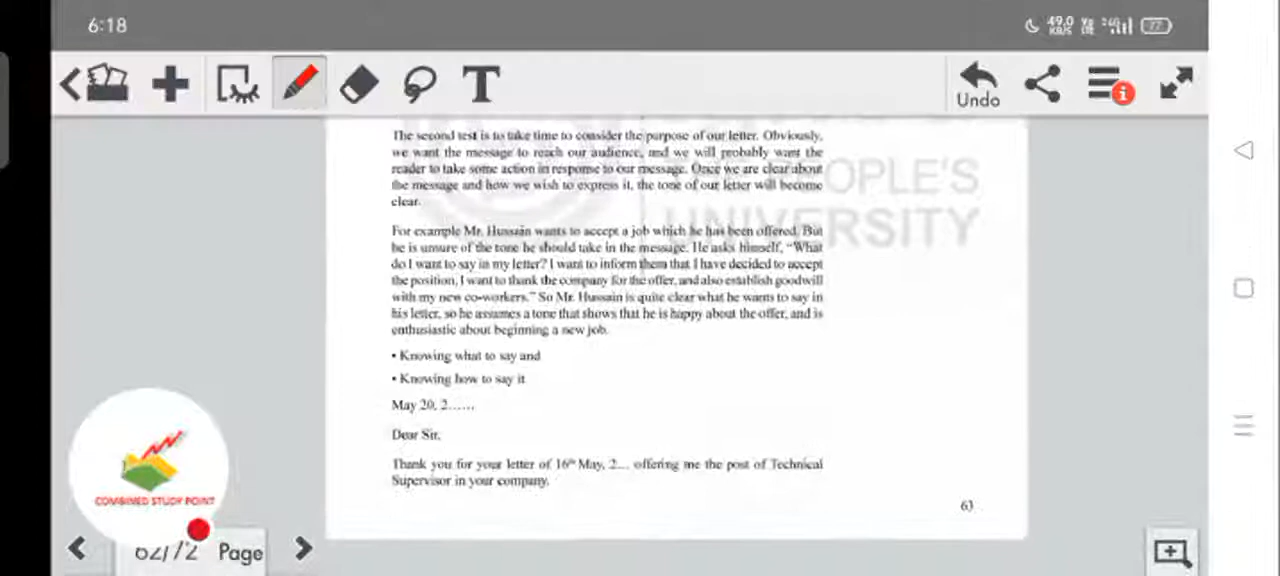 6:18
49.0 KB/S
77
Undo
The second test is to take time to consider the purpose of our letter. Obviously,
we want the message to reach our audience, and we will probably want the
reader to take some action in response to our message. Once we are clear about
the message and how we wish to express it, the tone of our letter will become
clear.
THE PEOPLE'S
UNIVERSITY
For example Mr. Hussain wants to accept a job which he has been offered. But
he is unsure of the tone he should take in the message. He asks himself, “What
do I want to say in my letter? I want to inform them that I have decided to accept
the position, I want to thank the company for the offer, and also establish goodwill
with my new co-workers.” So Mr. Hussain is quite clear what he wants to say in
his letter, so he assumes a tone that shows that he is happy about the offer, and is
enthusiastic about beginning a new job.
• Knowing what to say and
• Knowing how to say it
May 20, 2......
Dear Sir,
Thank you for your letter of 16th May, 2... offering me the post of Technical
Supervisor in your company.
63
COMBINED STUDY POINT
62/72 Page